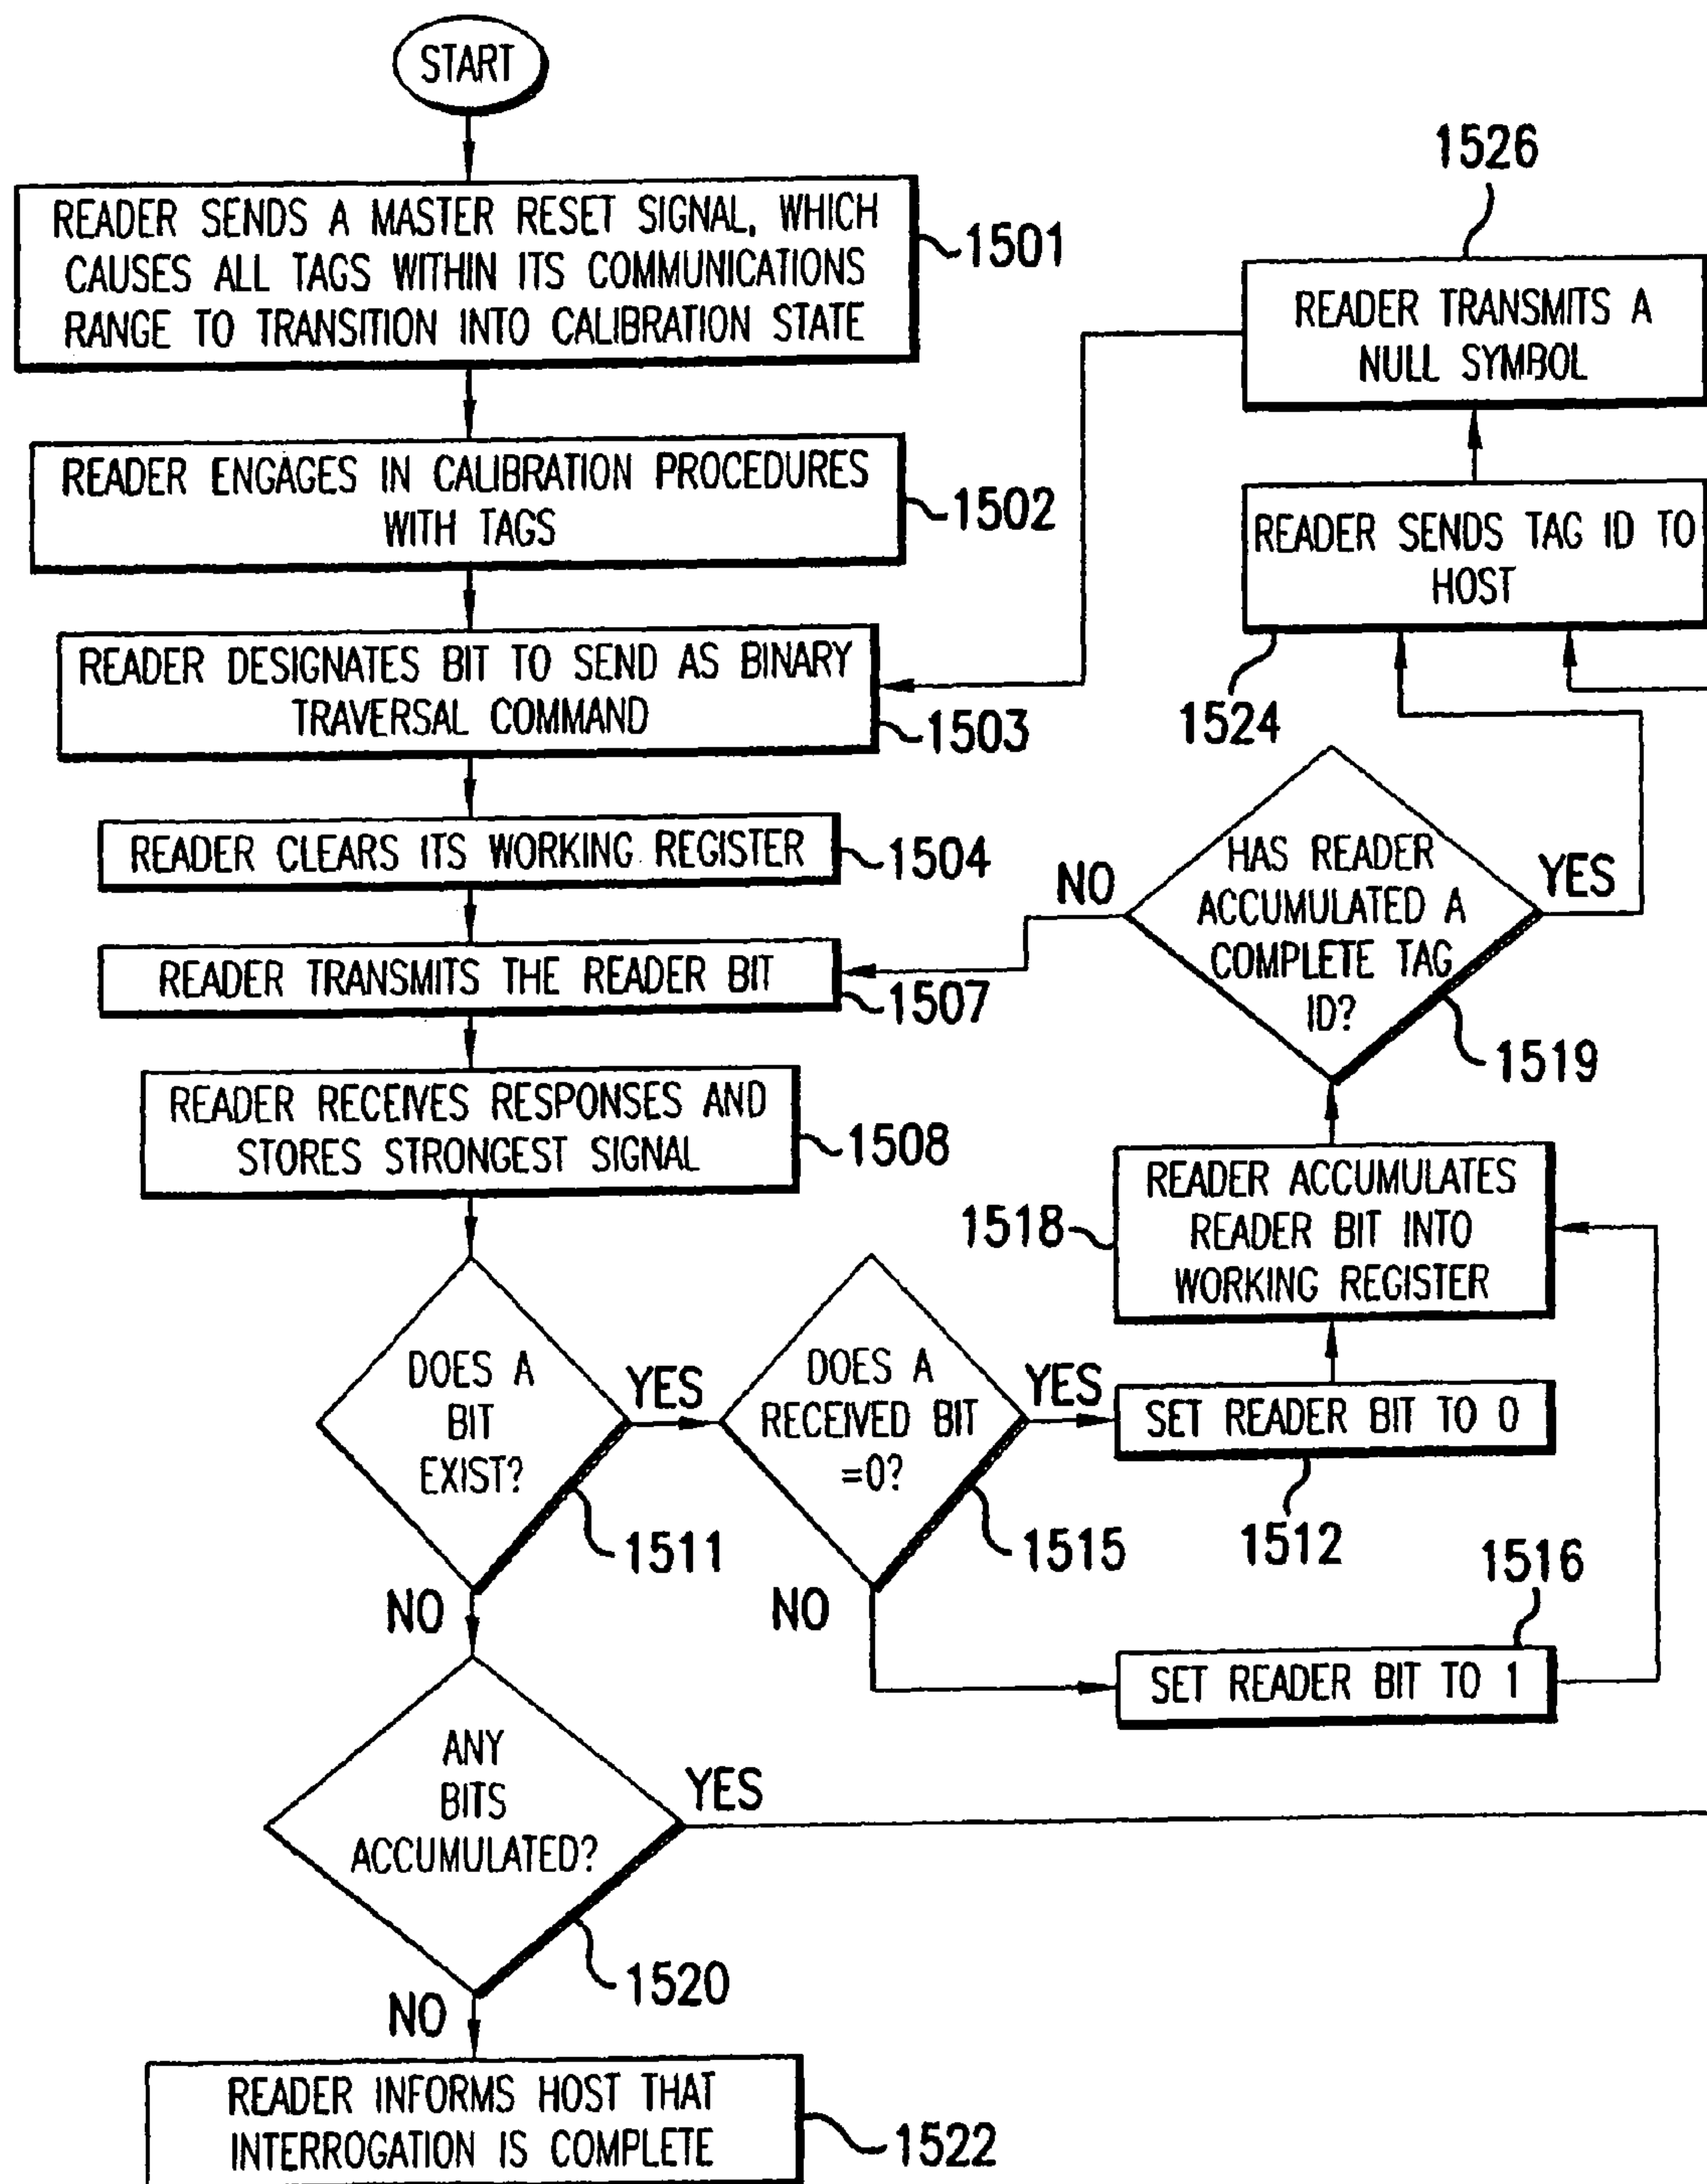 START
READER SENDS A MASTER RESET SIGNAL, WHICH
CAUSES ALL TAGS WITHIN ITS COMMUNICATIONS
RANGE TO TRANSITION INTO CALIBRATION STATE
1501
READER ENGAGES IN CALIBRATION PROCEDURES
WITH TAGS
1502
READER DESIGNATES BIT TO SEND AS BINARY
TRAVERSAL COMMAND
1503
READER CLEARS ITS WORKING REGISTER
1504
READER TRANSMITS THE READER BIT
1507
READER RECEIVES RESPONSES AND
STORES STRONGEST SIGNAL
1508
DOES A
BIT
EXIST?
1511
YES
NO
DOES A
RECEIVED BIT
=0?
1515
YES
NO
SET READER BIT TO 0
1512
SET READER BIT TO 1
1516
READER ACCUMULATES
READER BIT INTO
WORKING REGISTER
1518
HAS READER
ACCUMULATED A
COMPLETE TAG
ID?
1519
NO
YES
READER SENDS TAG ID TO
HOST
1524
READER TRANSMITS A
NULL SYMBOL
1526
ANY
BITS
ACCUMULATED?
1520
YES
NO
READER INFORMS HOST THAT
INTERROGATION IS COMPLETE
1522